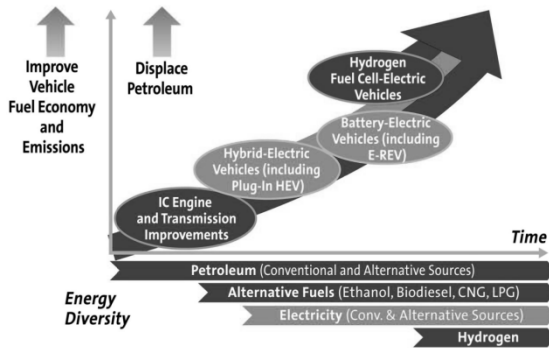 Improve
Vehicle
Fuel Economy
and
Emissions
Displace
Petroleum
Hydrogen
Fuel Cell-Electric
Vehicles
Battery-Electric
Vehicles (including
E-REV)
Hybrid-Electric
Vehicles (including
Plug-In HEV)
IC Engine
and Transmission
Improvements
Time
Energy
Diversity
Petroleum (Conventional and Alternative Sources)
Alternative Fuels (Ethanol, Biodiesel, CNG, LPG)
Electricity (Conv. & Alternative Sources)
Hydrogen